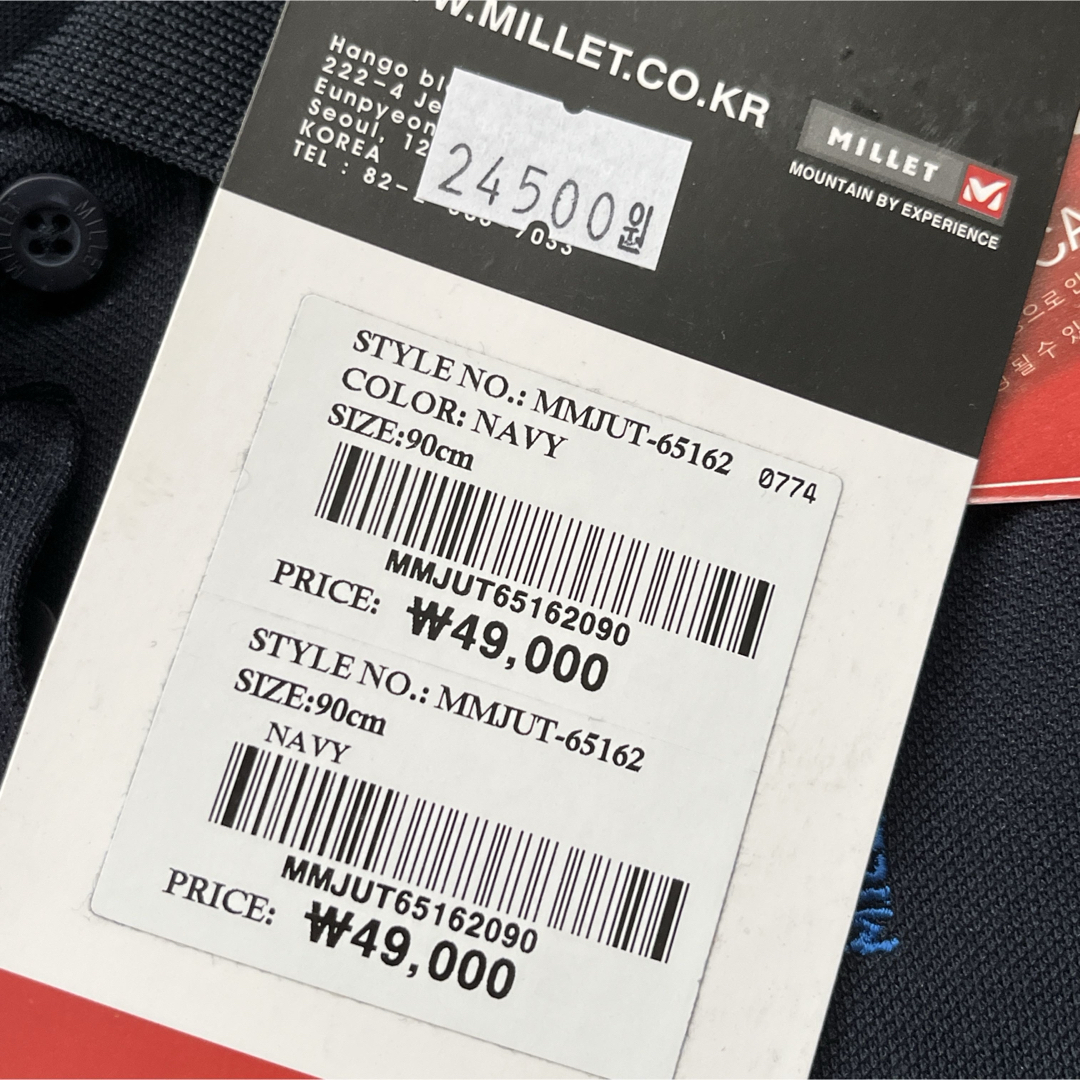 W.MILLET.CO.KR
Hango
222-4
Eunpyeon
Seoul, 12
KOREA
TEL : 82-
7033
24500원
MILLET
MOUNTAIN BY EXPERIENCE
STYLE NO.: MMJUT-65162 0774
COLOR: NAVY
SIZE:90cm
MMJUT65162090
PRICE: ₩49,000
STYLE NO.: MMJUT-65162
SIZE:90cm
NAVY
MMJUT65162090
PRICE: ₩49,000
MILLET